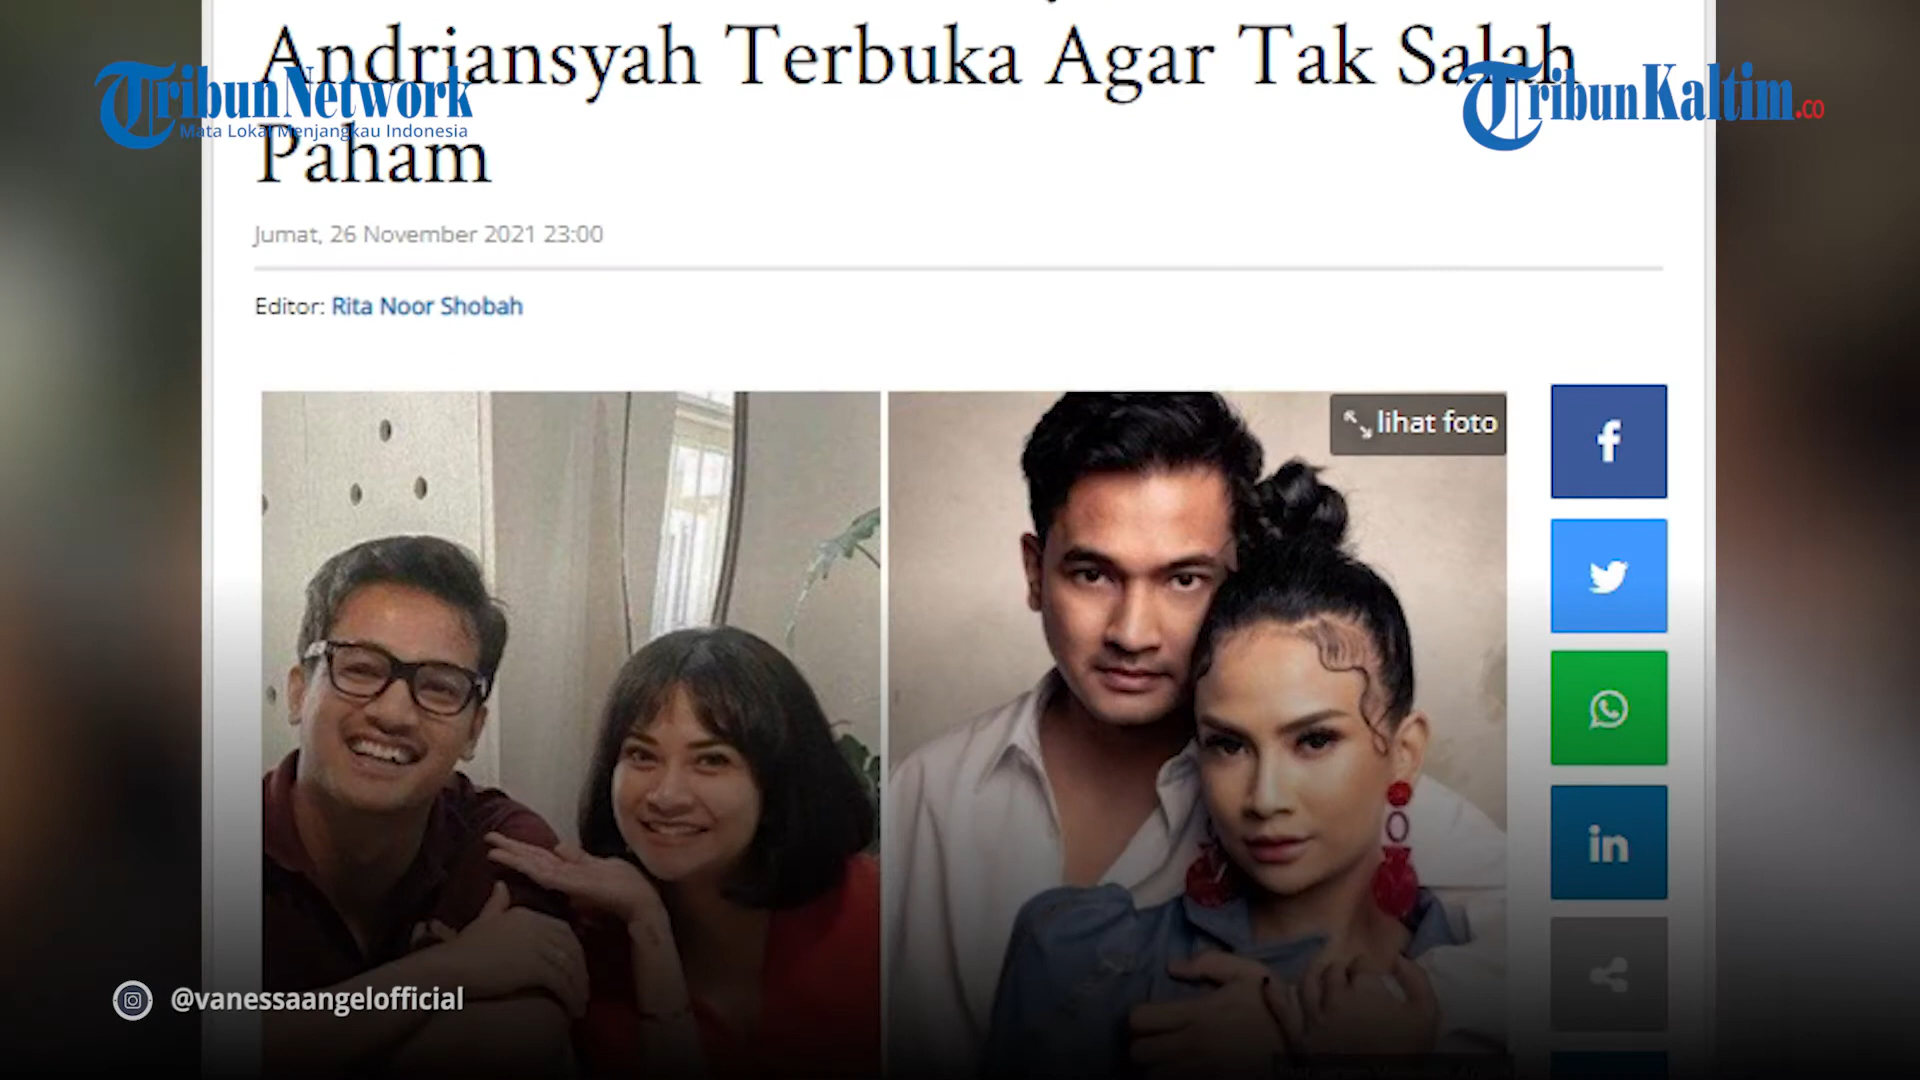 Andriansyah Terbuka Agar Tak Salah
Paham
TribunNetwork
Mata Lokal Menjangkau Indonesia
TribunKaltim.co
Jumat, 26 November 2021 23:00
Editor: Rita Noor Shobah
lihat foto
f
in
@vanessaangelofficial